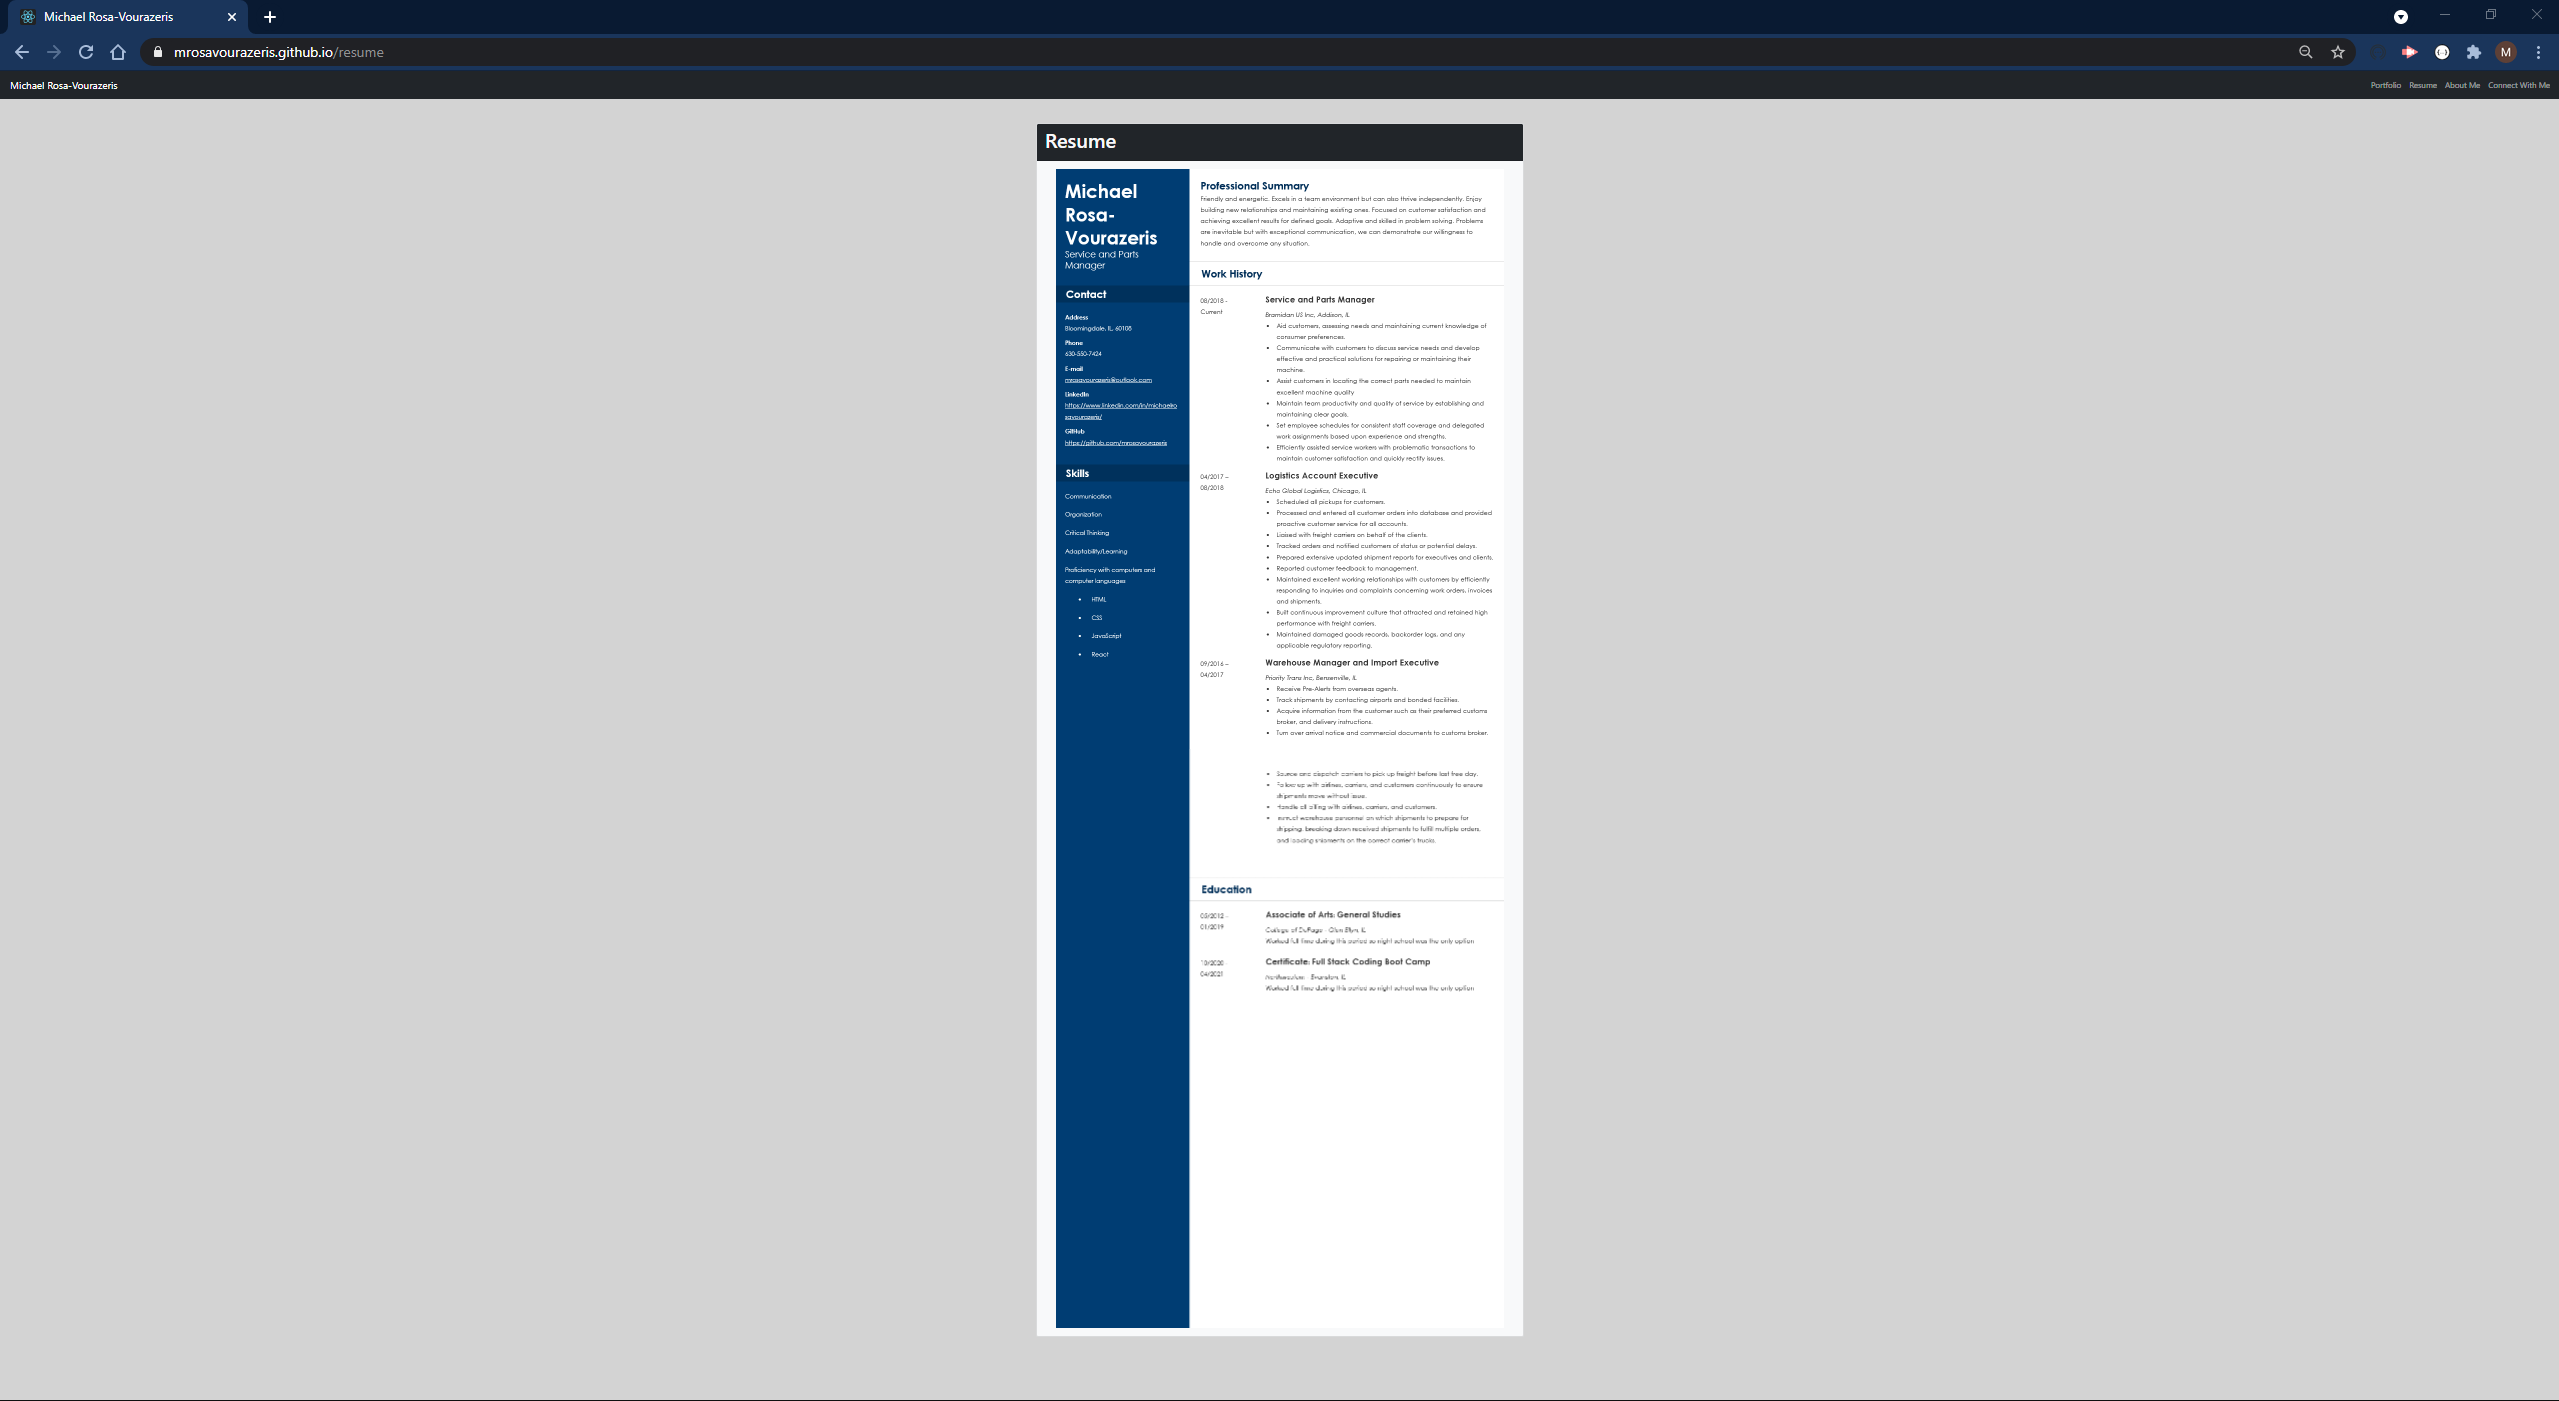 Michael Rosa-Vourazeris
mrosavourazeris.github.io/resume
M
Michael Rosa-Vourazeris
Portfolio Resume About Me Connect With Me
Resume
Michael
Rosa-
Vourazeris
Service and Parts
Manager
Contact
Address
Bloomingdale, IL, 60108
Phone
630-550-7424
E-mail
mrosavourazeris@outlook.com
LinkedIn
https://www.linkedin.com/in/michaelro
savourazeris/
GitHub
https://github.com/mrosavourazeris
Skills
Communication
Organization
Critical Thinking
Adaptability/Learning
Proficiency with computers and
computer languages
• HTML
• CSS
• JavaScript
• React
Professional Summary
Friendly and energetic. Excels in a team environment but can also thrive independently. Enjoy
building new relationships and maintaining existing ones. Focused on customer satisfaction and
achieving excellent results for defined goals. Adaptive and skilled in problem solving. Problems
are inevitable but with exceptional communication, we can demonstrate our willingness to
handle and overcome any situation.
Work History
08/2018 -
Current
Service and Parts Manager
Bramidan US Inc, Addison, IL
• Aid customers, assessing needs and maintaining current knowledge of
consumer preferences.
• Communicate with customers to discuss service needs and develop
effective and practical solutions for repairing or maintaining their
machine.
• Assist customers in locating the correct parts needed to maintain
excellent machine quality
• Maintain team productivity and quality of service by establishing and
maintaining clear goals.
• Set employee schedules for consistent staff coverage and delegated
work assignments based upon experience and strengths.
• Efficiently assisted service workers with problematic transactions to
maintain customer satisfaction and quickly rectify issues.
04/2017 –
08/2018
Logistics Account Executive
Echo Global Logistics, Chicago, IL
• Scheduled all pickups for customers.
• Processed and entered all customer orders into database and provided
proactive customer service for all accounts.
• Liaised with freight carriers on behalf of the clients.
• Tracked orders and notified customers of status or potential delays.
• Prepared extensive updated shipment reports for executives and clients.
• Reported customer feedback to management.
• Maintained excellent working relationships with customers by efficiently
responding to inquiries and complaints concerning work orders, invoices
and shipments.
• Built continuous improvement culture that attracted and retained high
performance with freight carriers.
• Maintained damaged goods records, backorder logs, and any
applicable regulatory reporting.
09/2016 –
04/2017
Warehouse Manager and Import Executive
Priority Trans Inc, Bensenville, IL
• Receive Pre-Alerts from overseas agents.
• Track shipments by contacting airports and bonded facilities.
• Acquire information from the customer such as their preferred customs
broker, and delivery instructions.
• Turn over arrival notice and commercial documents to customs broker.
• Source and dispatch carriers to pick up freight before last free day.
• Follow up with airlines, carriers, and customers continuously to ensure
shipments move without issue.
• Handle all billing with airlines, carriers, and customers.
• Instruct warehouse personnel on which shipments to prepare for
shipping, breaking down received shipments to fulfill multiple orders,
and loading shipments on the correct carrier's trucks.
Education
05/2012 -
01/2019
Associate of Arts: General Studies
College of DuPage - Glen Ellyn, IL
Worked full time during this period so night school was the only option
10/2020
04/2021
Certificate: Full Stack Coding Boot Camp
Northwestern - Evanston, IL
Worked full time during this period so night school was the only option